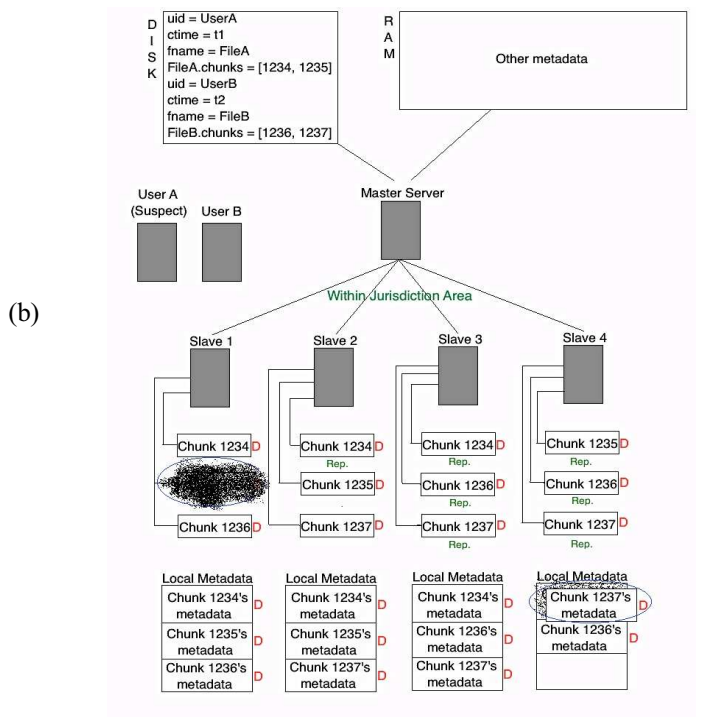 D
I
S
K
uid = UserA
ctime = t1
fname = FileA
FileA.chunks = [1234, 1235]
uid = UserB
ctime = t2
fname = FileB
FileB.chunks = [1236, 1237]
R
A
M
Other metadata
User A
(Suspect)
User B
Master Server
(b)
Within Jurisdiction Area
Slave 1
Slave 2
Slave 3
Slave 4
Chunk 1234 D
Chunk 1234 D
Rep.
Chunk 1234 D
Rep.
Chunk 1235 D
Rep.
Chunk 1235 D
Chunk 1236 D
Rep.
Chunk 1236 D
Rep.
Chunk 1236 D
Chunk 1237 D
Chunk 1237 D
Rep.
Chunk 1237 D
Rep.
Local Metadata
Chunk 1234's
metadata
D
Chunk 1235's
metadata
D
Chunk 1236's
metadata
D
Local Metadata
Chunk 1234's
metadata
D
Chunk 1235's
metadata
D
Chunk 1237's
metadata
D
Local Metadata
Chunk 1234's
metadata
D
Chunk 1236's
metadata
D
Chunk 1237's
metadata
D
Local Metadata
Chunk 1237's
metadata
D
Chunk 1236's
metadata
D